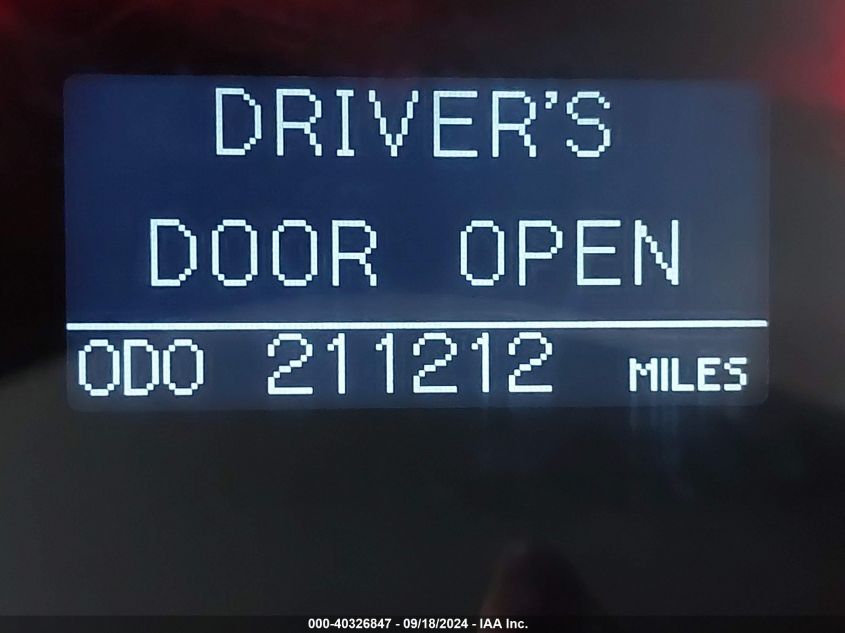 DRIVER'S
DOOR OPEN
ODO 211212 MILES
000-40326847 - 09/18/2024 - IAA Inc.